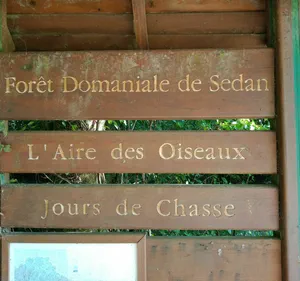 Forêt Domaniale de Sedan
L'Aire des Oiseaux
Jours de Chasse